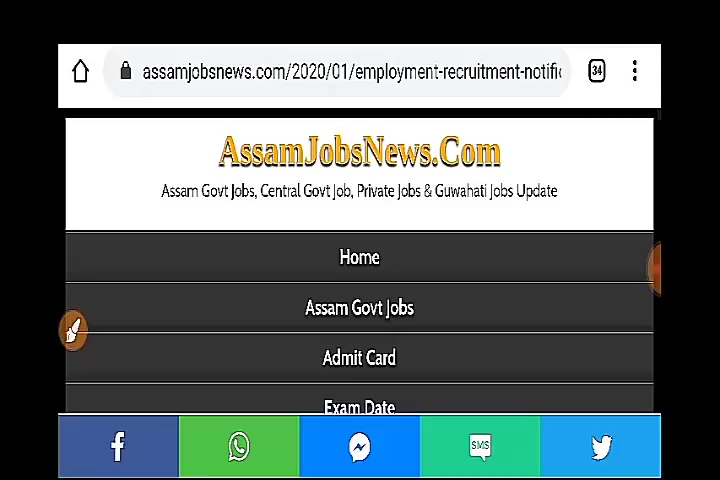 assamjobsnews.com/2020/01/employment-recruitment-notific
34
AssamJobsNews.Com
Assam Govt Jobs, Central Govt Job, Private Jobs & Guwahati Jobs Update
Home
Assam Govt Jobs
Admit Card
Exam Date
SMS